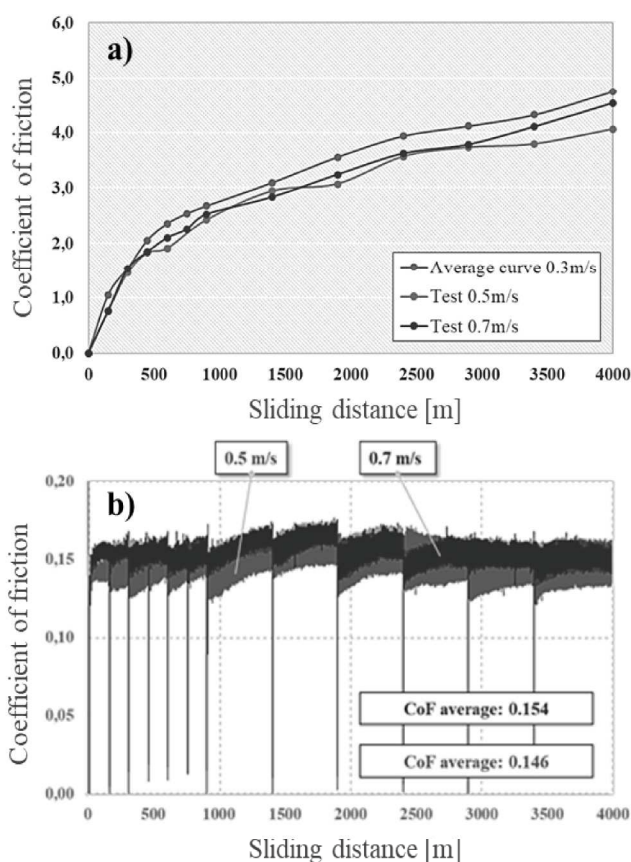 a)
6,0
5,0
4,0
3,0
2,0
1,0
0,0
Coefficient of friction
Average curve 0.3m/s
Test 0.5m/s
Test 0.7m/s
0 500 1000 1500 2000 2500 3000 3500 4000
Sliding distance [m]
b)
0.5 m/s 0.7 m/s
0,20
0,15
0,10
0,05
0,00
Coefficient of friction
CoF average: 0.154
CoF average: 0.146
0 500 1000 1500 2000 2500 3000 3500 4000
Sliding distance [m]